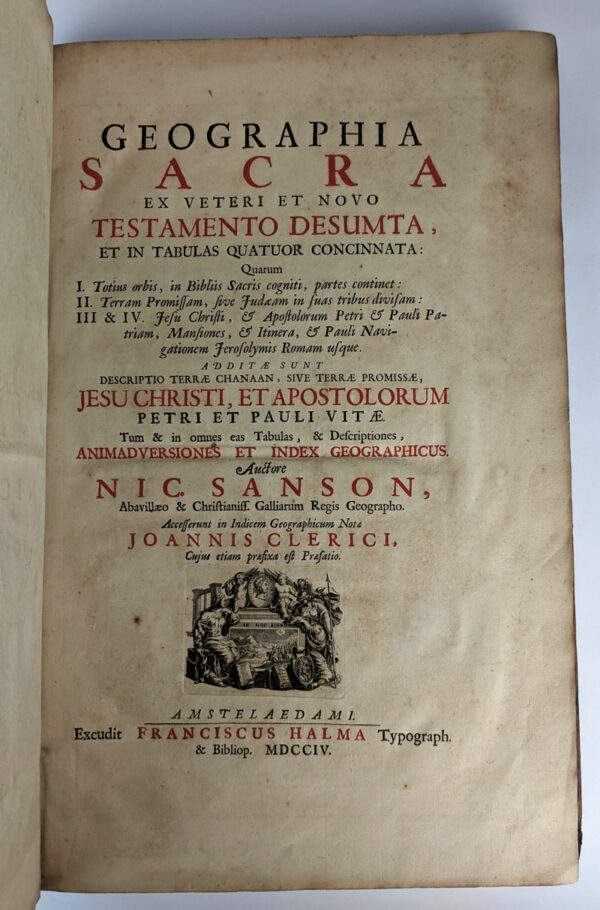 GEOGRAPHIA
SACRA
EX VETERI ET NOVO
TESTAMENTO DESUMTA,
ET IN TABULAS QUATUOR CONCINNATA:
Quarum
I. Totius orbis, in Bibliis Sacris cogniti, partes continet:
II. Terram Promiſſam, ſive Judæam in ſuas tribus diviſam:
III & IV. Jeſu Chriſti, & Apoſtolorum Petri & Pauli Pa-
triam, Manſiones, & Itinera, & Pauli Navi-
gationem Jeroſolymis Romam uſque.
ADDITÆ SUNT
DESCRIPTIO TERRÆ CHANAAN, SIVE TERRÆ PROMISSÆ,
JESU CHRISTI, ET APOSTOLORUM
PETRI ET PAULI VITÆ.
Tum & in omnes eas Tabulas, & Deſcriptiones,
ANIMADVERSIONES ET INDEX GEOGRAPHICUS.
Auctore
NIC. SANSON,
Abavillæo & Chriſtianiſſ. Galliarum Regis Geographo.
Acceſſerunt in Indicem Geographicum Notæ
JOANNIS CLERICI,
Cujus etiam præfixa eſt Præfatio.
AMSTELAEDAMI.
Excudit FRANCISCUS HALMA Typograph.
& Bibliop. MDCCIV.